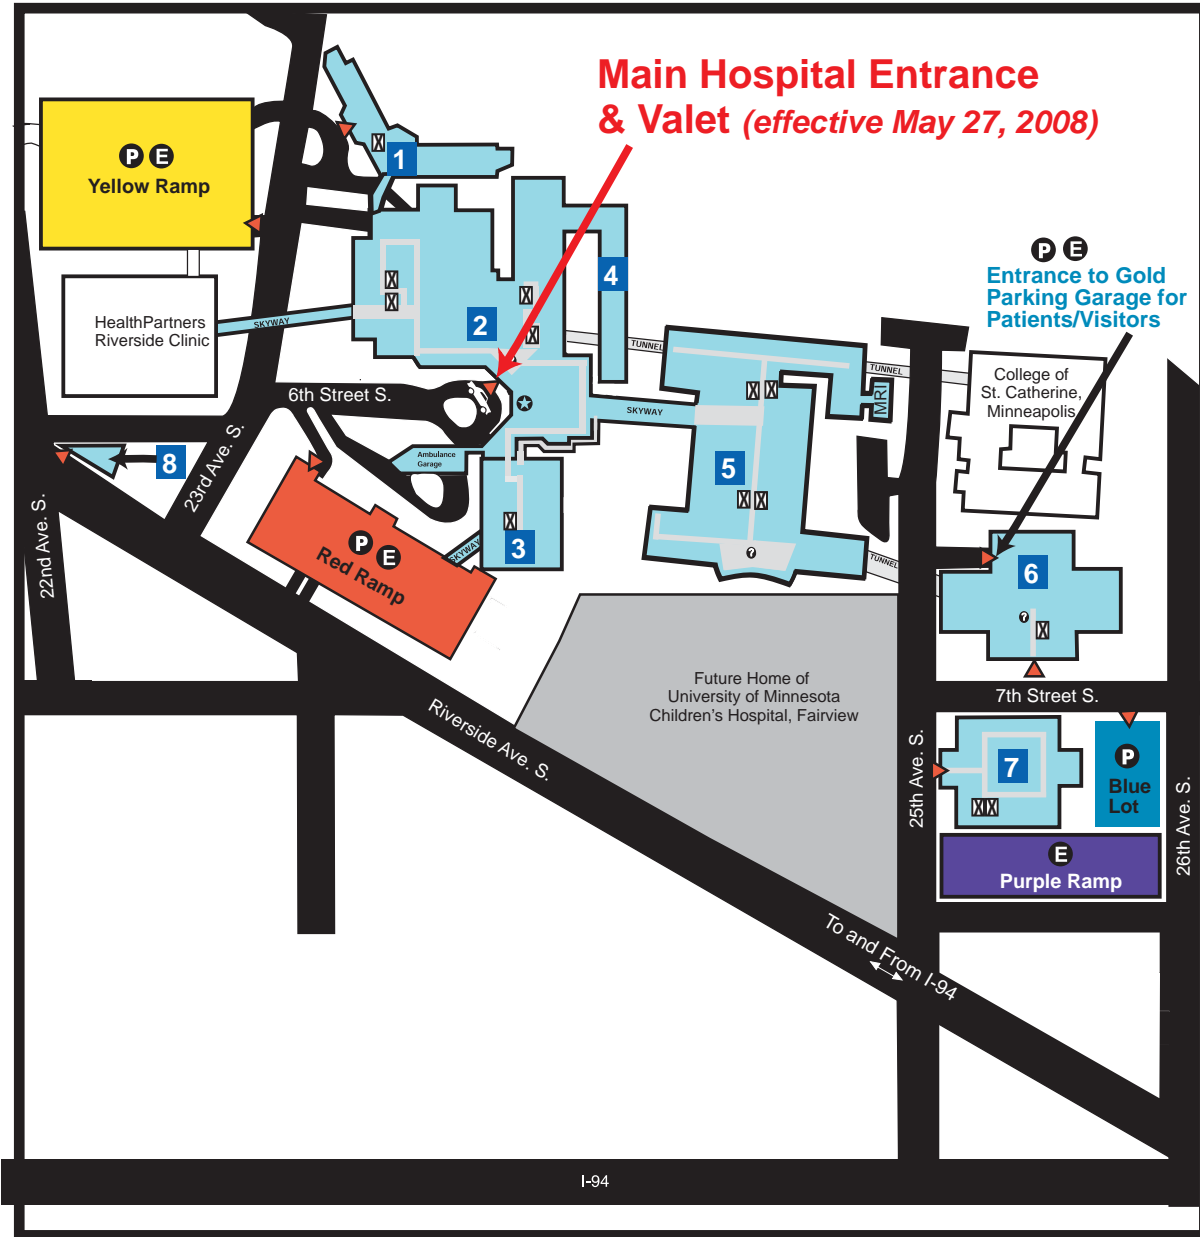 Main Hospital Entrance
& Valet (effective May 27, 2008)
P E
Yellow Ramp
1
P E
Entrance to Gold
Parking Garage for
Patients/Visitors
4
2
HealthPartners
Riverside Clinic
SKYWAY
TUNNEL
TUNNEL
College of
St. Catherine,
Minneapolis
MRI
6th Street S.
SKYWAY
23rd Ave. S.
8
Ambulance
Garage
5
22nd Ave. S.
P E
Red Ramp
SKYWAY
3
?
TUNNEL
6
?
Future Home of
University of Minnesota
Children's Hospital, Fairview
7th Street S.
Riverside Ave. S.
25th Ave. S.
7
P
Blue
Lot
26th Ave. S.
E
Purple Ramp
To and From I-94
I-94